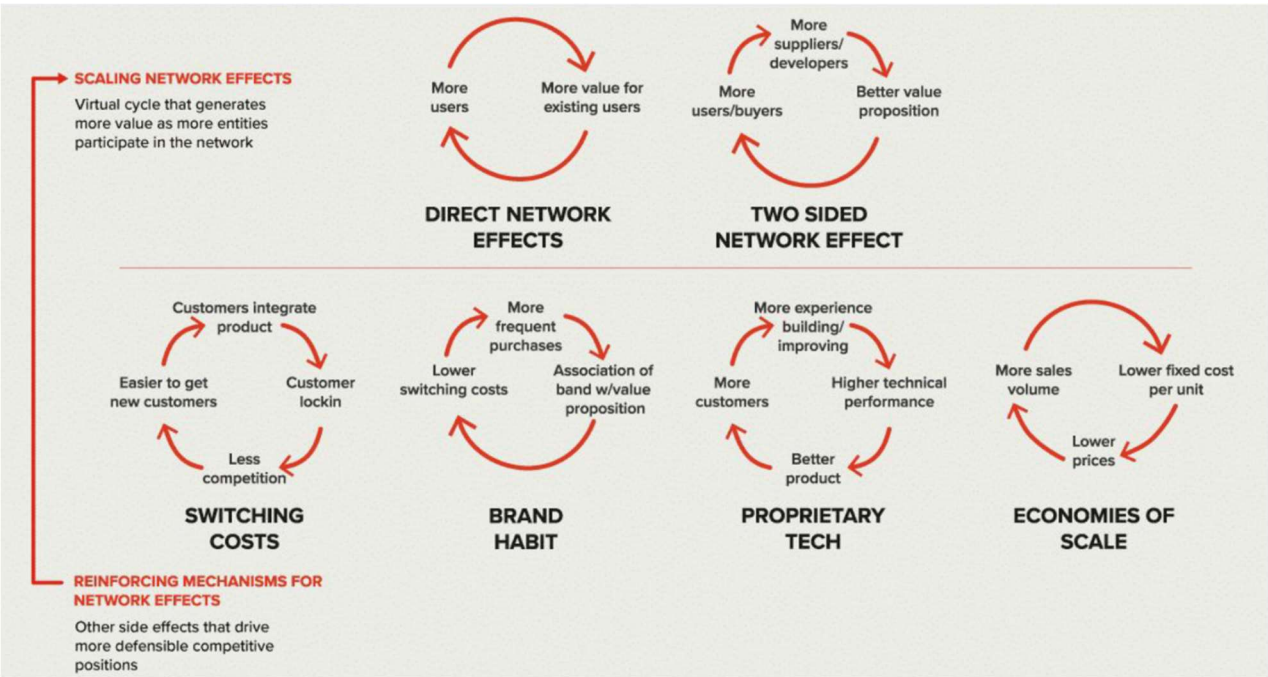 SCALING NETWORK EFFECTS
Virtual cycle that generates
more value as more entities
participate in the network
More
users
More value for
existing users
DIRECT NETWORK
EFFECTS
More
suppliers/
developers
More
users/buyers
Better value
proposition
TWO SIDED
NETWORK EFFECT
Customers integrate
product
Easier to get
new customers
Customer
lockin
Less
competition
SWITCHING
COSTS
More
frequent
purchases
Lower
switching costs
Association of
band w/value
proposition
BRAND
HABIT
More experience
building/
improving
More
customers
Higher technical
performance
Better
product
PROPRIETARY
TECH
More sales
volume
Lower fixed cost
per unit
Lower
prices
ECONOMIES OF
SCALE
REINFORCING MECHANISMS FOR
NETWORK EFFECTS
Other side effects that drive
more defensible competitive
positions